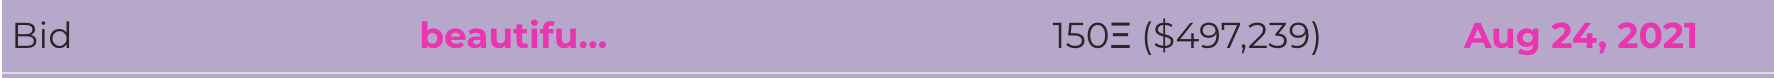 Bid beautifu... 150Ξ ($497,239) Aug 24, 2021